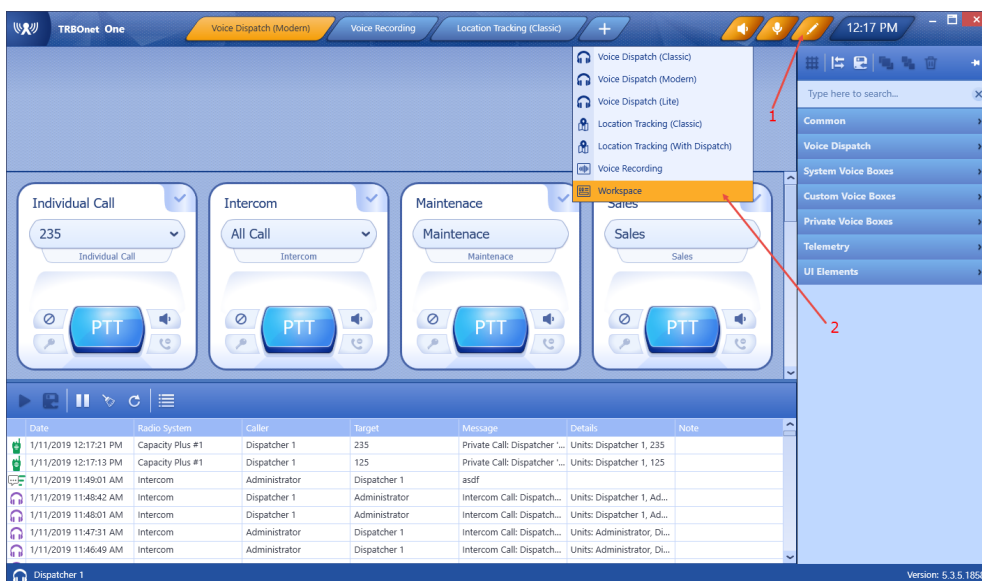 TRBOnet One
Voice Dispatch (Modern)
Voice Recording
Location Tracking (Classic)
12:17 PM
Voice Dispatch (Classic)
Voice Dispatch (Modern)
Voice Dispatch (Lite)
Location Tracking (Classic)
Location Tracking (With Dispatch)
Voice Recording
Workspace
1
2
Type here to search...
Common
Voice Dispatch
System Voice Boxes
Custom Voice Boxes
Private Voice Boxes
Telemetry
UI Elements
Individual Call
235
Individual Call
PTT
Intercom
All Call
Intercom
PTT
Maintenace
Maintenace
Maintenace
PTT
Sales
Sales
Sales
PTT
Date Radio System Caller Target Message Details Note
1/11/2019 12:17:21 PM Capacity Plus #1 Dispatcher 1 235 Private Call: Dispatcher '... Units: Dispatcher 1, 235
1/11/2019 12:17:13 PM Capacity Plus #1 Dispatcher 1 125 Private Call: Dispatcher '... Units: Dispatcher 1, 125
1/11/2019 11:49:01 AM Intercom Administrator Dispatcher 1 asdf
1/11/2019 11:48:42 AM Intercom Dispatcher 1 Administrator Intercom Call: Dispatch... Units: Dispatcher 1, Ad...
1/11/2019 11:48:01 AM Intercom Dispatcher 1 Administrator Intercom Call: Dispatch... Units: Dispatcher 1, Ad...
1/11/2019 11:47:31 AM Intercom Administrator Dispatcher 1 Intercom Call: Dispatch... Units: Administrator, Di...
1/11/2019 11:46:49 AM Intercom Administrator Dispatcher 1 Intercom Call: Dispatch... Units: Administrator, Di...
Dispatcher 1
Version: 5.3.5.1858